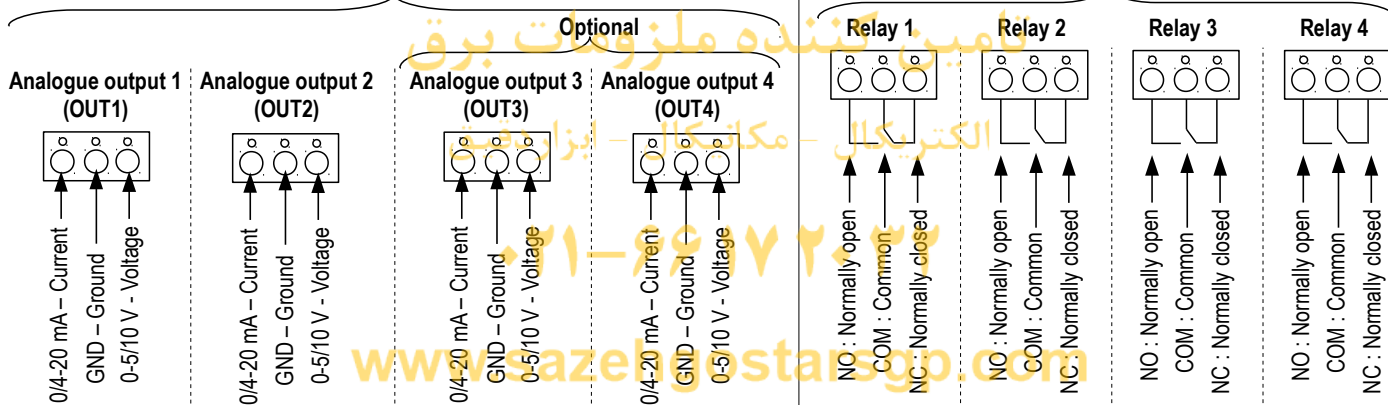 Optional
Relay 1
Relay 2
Relay 3
Relay 4
تامین کننده ملزومات برق
Analogue output 1
(OUT1)
Analogue output 2
(OUT2)
Analogue output 3
(OUT3)
Analogue output 4
(OUT4)
الکتریکال – مکانیکال – ابزار دقیق
0/4-20 mA – Current
GND – Ground
0-5/10 V - Voltage
0/4-20 mA – Current
GND – Ground
0-5/10 V - Voltage
0/4-20 mA – Current
GND – Ground
0-5/10 V - Voltage
0/4-20 mA – Current
GND – Ground
0-5/10 V - Voltage
NO : Normally open
COM : Common
NC : Normally closed
NO : Normally open
COM : Common
NC : Normally closed
NO : Normally open
COM : Common
NC : Normally closed
NO : Normally open
COM : Common
NC : Normally closed
۰۲۱–۶۶ ۱۷ ۲۰ ۳۲
www.sazehgostarsgp.com